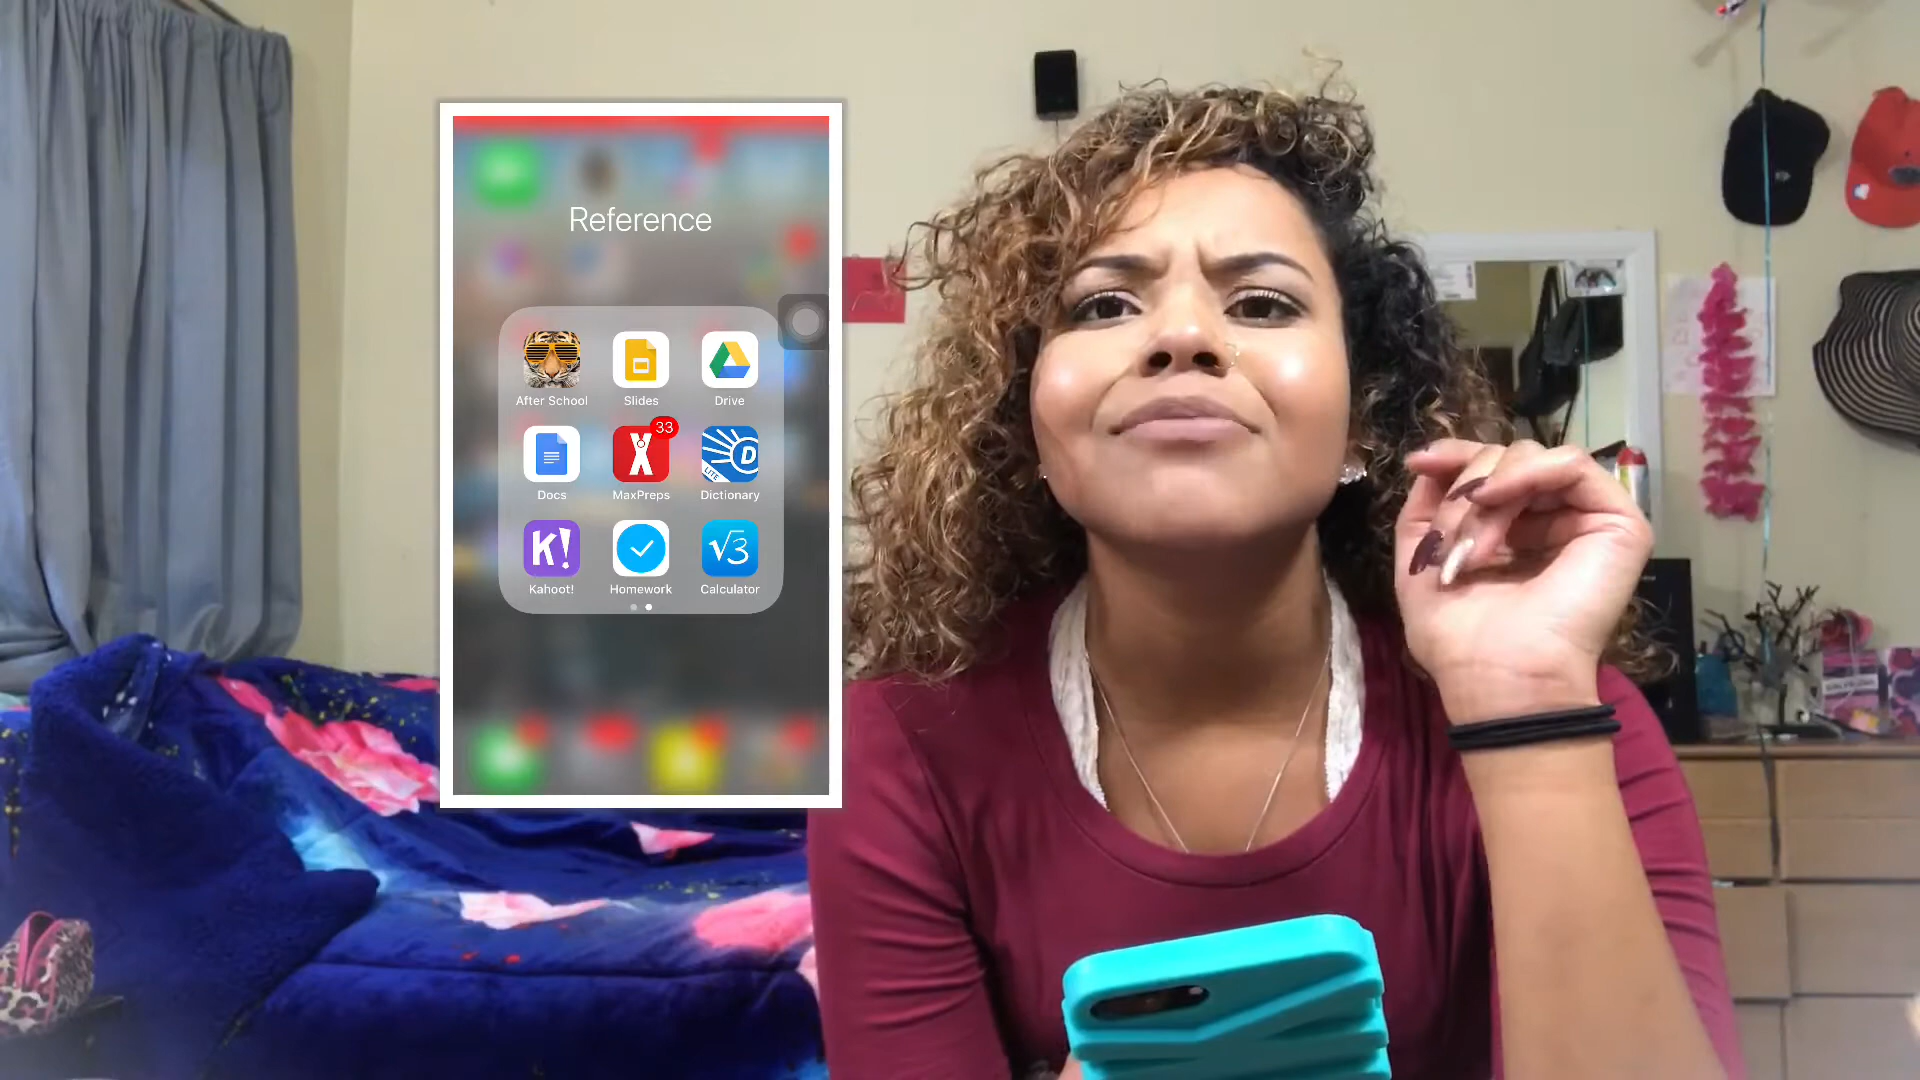 Reference
After School
Slides
Drive
33
Docs
MaxPreps
D
LITE
Dictionary
K!
Kahoot!
Homework
√3
Calculator